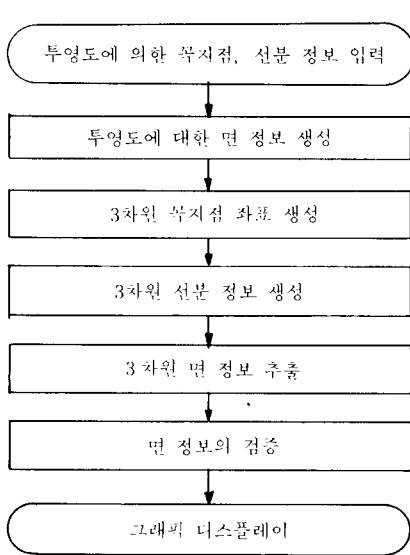 투영도에 의한 꼭지점, 선분 정보 입력
투영도에 대한 면 정보 생성
3차원 꼭지점 좌표 생성
3차원 선분 정보 생성
3차원 면 정보 추출
면 정보의 검증
그래픽 디스플레이